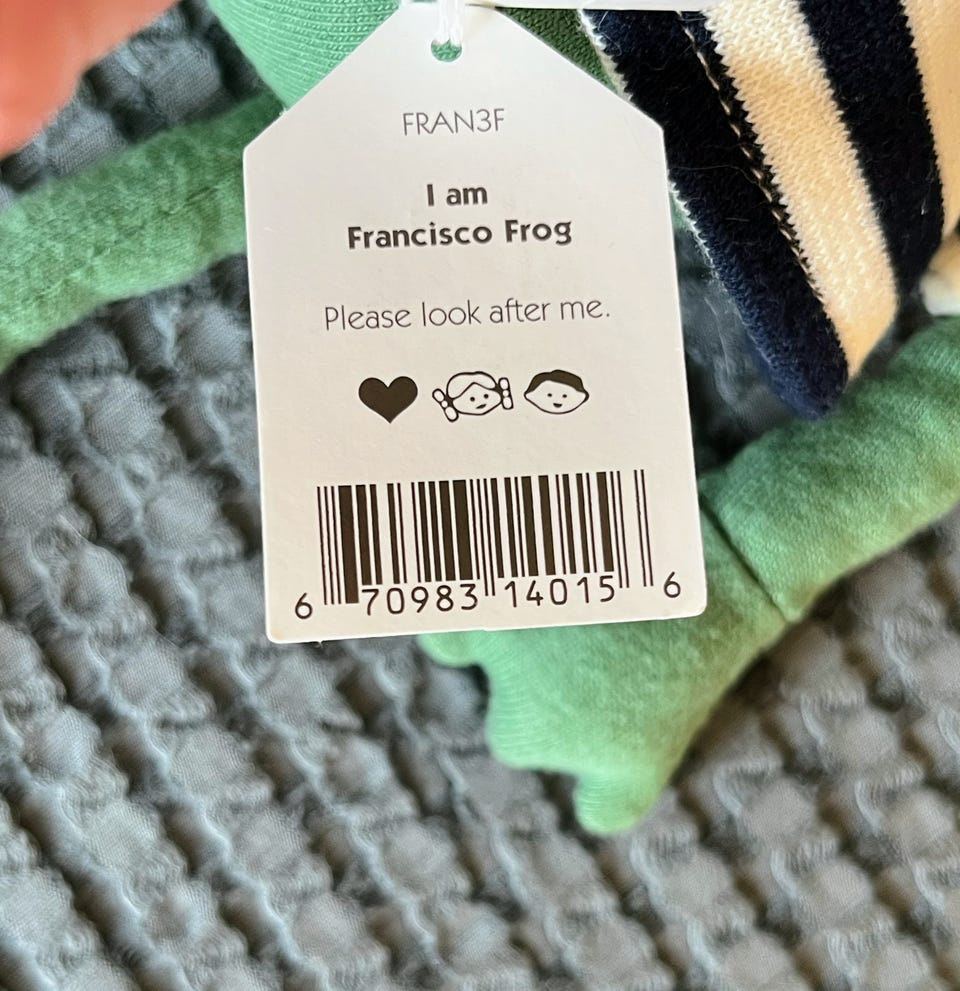 FRAN3F
I am
Francisco Frog
Please look after me.
6 70983 14015 6